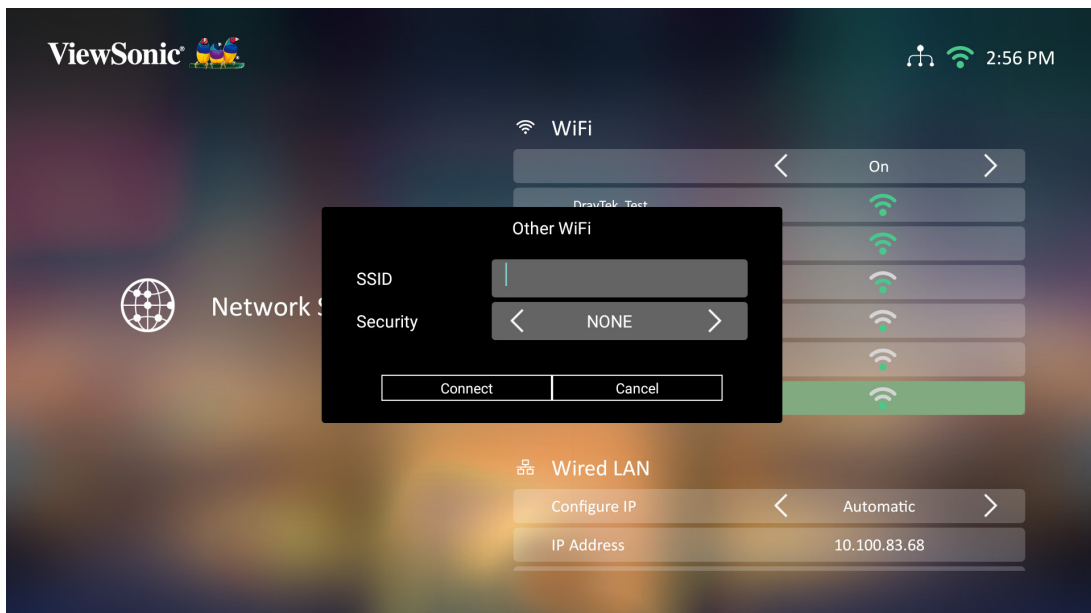 ViewSonic®
2:56 PM
WiFi
On
DrayTek_Test
Network S
Other WiFi
SSID
Security
NONE
Connect
Cancel
Wired LAN
Configure IP
Automatic
IP Address
10.100.83.68